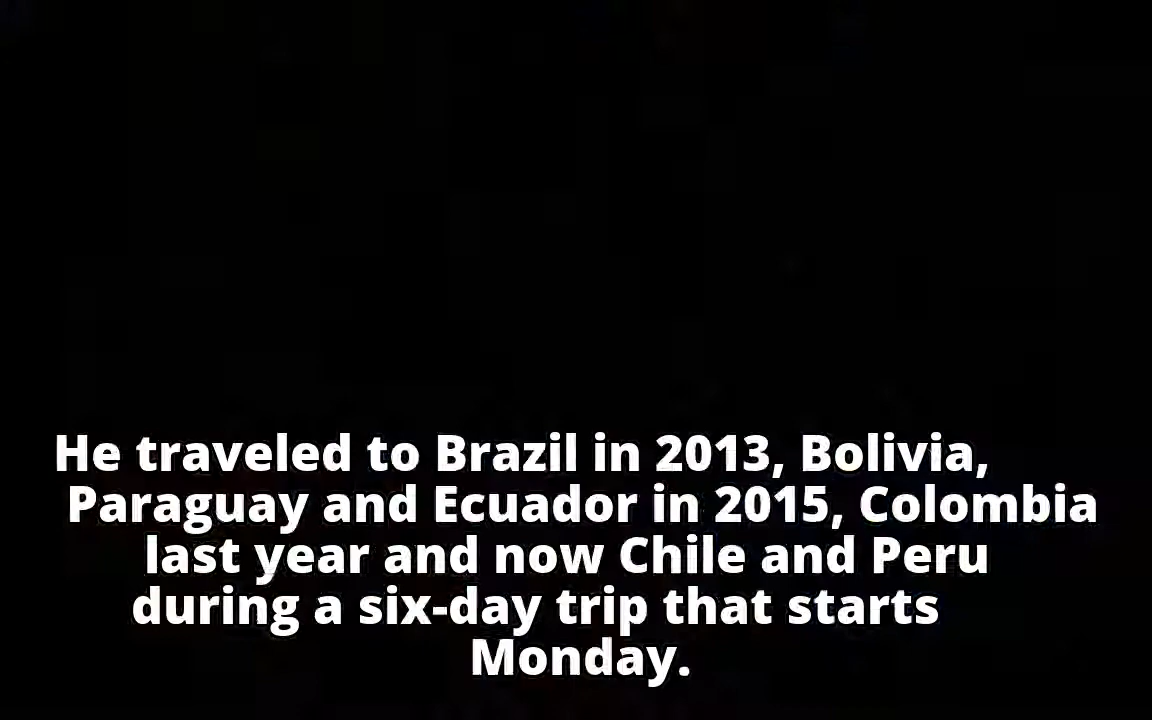 He traveled to Brazil in 2013, Bolivia,
Paraguay and Ecuador in 2015, Colombia
last year and now Chile and Peru
during a six-day trip that starts
Monday.